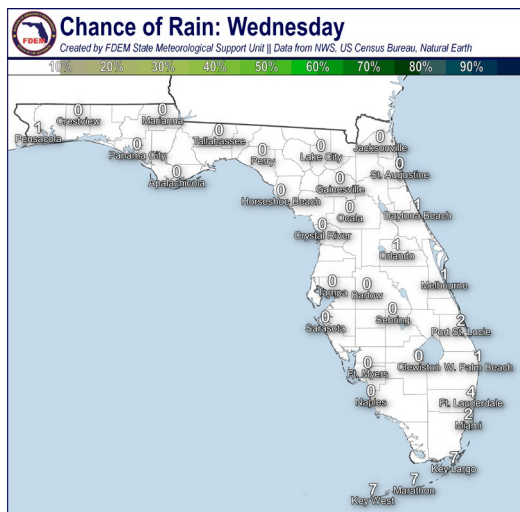 FDEM
Chance of Rain: Wednesday
Created by FDEM State Meteorological Support Unit || Data from NWS, US Census Bureau, Natural Earth
10% 20% 30% 40% 50% 60% 70% 80% 90%
0
Crestview
0
Marianna
1
Pensacola
0
Tallahassee
0
Jacksonville
0
Panama City
0
Perry
0
Lake City
0
Apalachicola
0
St. Augustine
0
Gainesville
0
Horseshoe Beach
0
Ocala
1
Daytona Beach
0
Crystal River
1
Orlando
0
Tampa
0
Bartow
1
Melbourne
0
Sarasota
0
Sebring
2
Port St. Lucie
0
Ft. Myers
0
Clewiston
1
W. Palm Beach
0
Naples
4
Ft. Lauderdale
2
Miami
7
Key Largo
7
Marathon
7
Key West